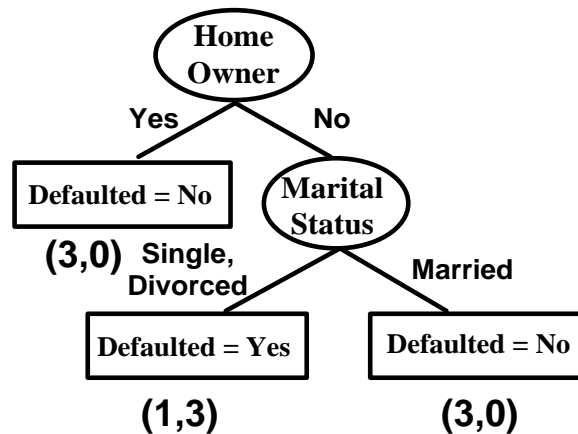 Home
Owner
Yes
No
Defaulted = No
Marital
Status
(3,0)
Single,
Divorced
Married
Defaulted = Yes
Defaulted = No
(1,3)
(3,0)